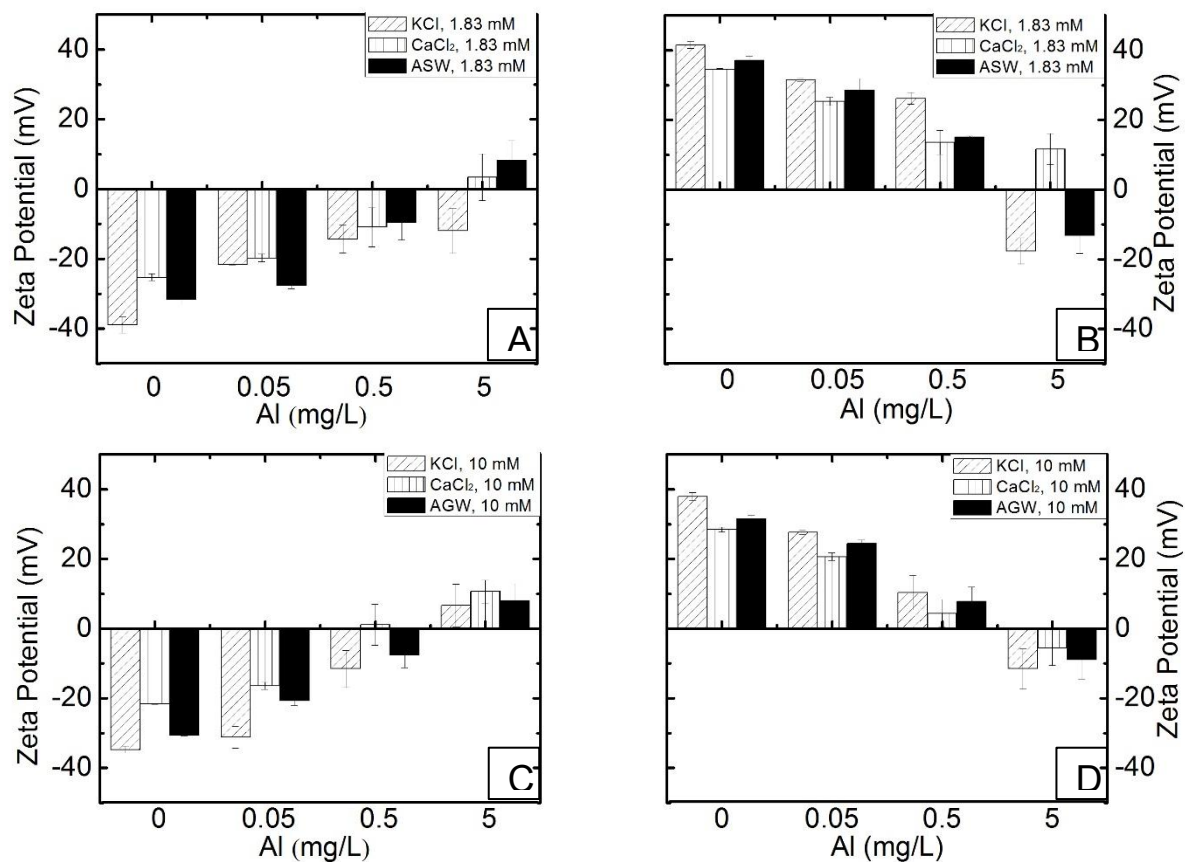 KCl, 1.83 mM
CaCl₂, 1.83 mM
ASW, 1.83 mM
Zeta Potential (mV)
40
20
0
-20
-40
A
0 0.05 0.5 5
Al (mg/L)
KCl, 1.83 mM
CaCl₂, 1.83 mM
ASW, 1.83 mM
40
20
0
-20
-40
Zeta Potential (mV)
B
0 0.05 0.5 5
Al (mg/L)
KCl, 10 mM
CaCl₂, 10 mM
AGW, 10 mM
Zeta Potential (mV)
40
20
0
-20
-40
C
0 0.05 0.5 5
Al (mg/L)
KCl, 10 mM
CaCl₂, 10 mM
AGW, 10 mM
40
20
0
-20
-40
Zeta Potential (mV)
D
0 0.05 0.5 5
Al (mg/L)